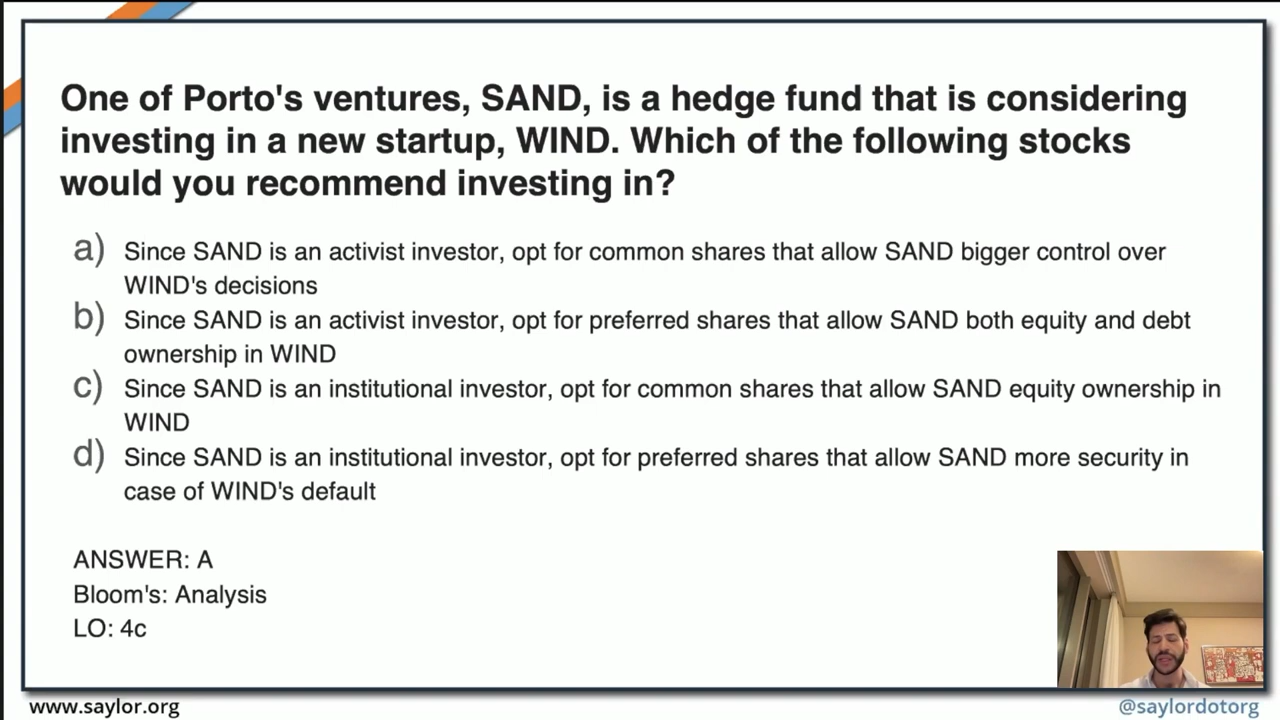 One of Porto's ventures, SAND, is a hedge fund that is considering
investing in a new startup, WIND. Which of the following stocks
would you recommend investing in?
a) Since SAND is an activist investor, opt for common shares that allow SAND bigger control over
WIND's decisions
b) Since SAND is an activist investor, opt for preferred shares that allow SAND both equity and debt
ownership in WIND
c) Since SAND is an institutional investor, opt for common shares that allow SAND equity ownership in
WIND
d) Since SAND is an institutional investor, opt for preferred shares that allow SAND more security in
case of WIND's default
ANSWER: A
Bloom's: Analysis
LO: 4c
www.saylor.org
@saylordotorg